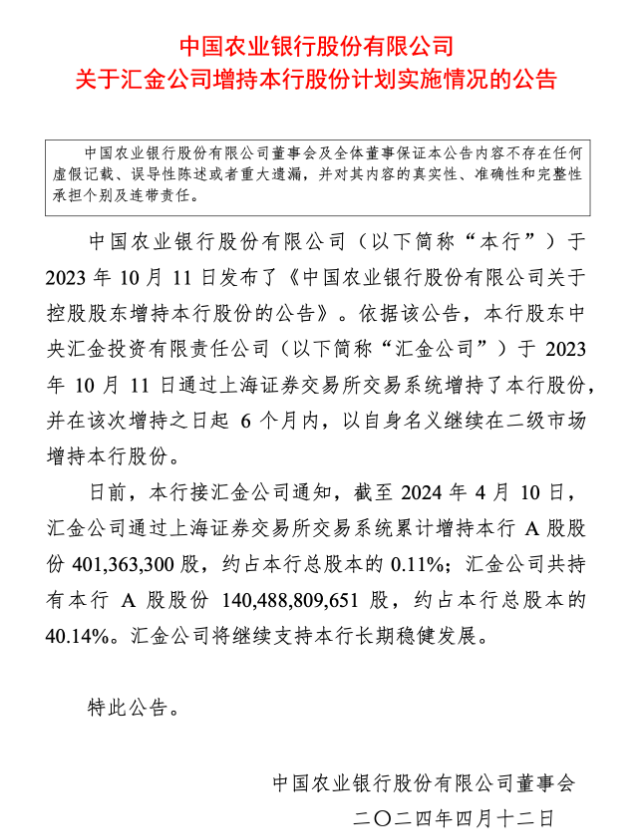 中国农业银行股份有限公司
关于汇金公司增持本行股份计划实施情况的公告
中国农业银行股份有限公司董事会及全体董事保证本公告内容不存在任何
虚假记载、误导性陈述或者重大遗漏，并对其内容的真实性、准确性和完整性
承担个别及连带责任。
中国农业银行股份有限公司（以下简称“本行”）于
2023 年 10 月 11 日发布了《中国农业银行股份有限公司关于
控股股东增持本行股份的公告》。依据该公告，本行股东中
央汇金投资有限责任公司（以下简称“汇金公司”）于 2023
年 10 月 11 日通过上海证券交易所交易系统增持了本行股份，
并在该次增持之日起 6 个月内，以自身名义继续在二级市场
增持本行股份。
日前，本行接汇金公司通知，截至 2024 年 4 月 10 日，
汇金公司通过上海证券交易所交易系统累计增持本行 A 股股
份 401,363,300 股，约占本行总股本的 0.11%；汇金公司共持
有本行 A 股股份 140,488,809,651 股，约占本行总股本的
40.14%。汇金公司将继续支持本行长期稳健发展。
特此公告。
中国农业银行股份有限公司董事会
二〇二四年四月十二日